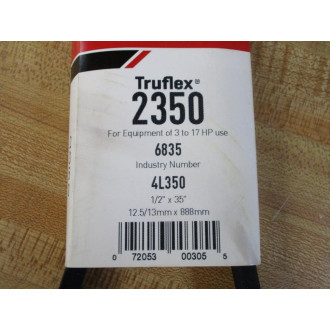 Truflex®
2350
For Equipment of 3 to 17 HP use
6835
Industry Number
4L350
1/2" x 35"
12.5/13mm x 888mm
0 72053 00305 5